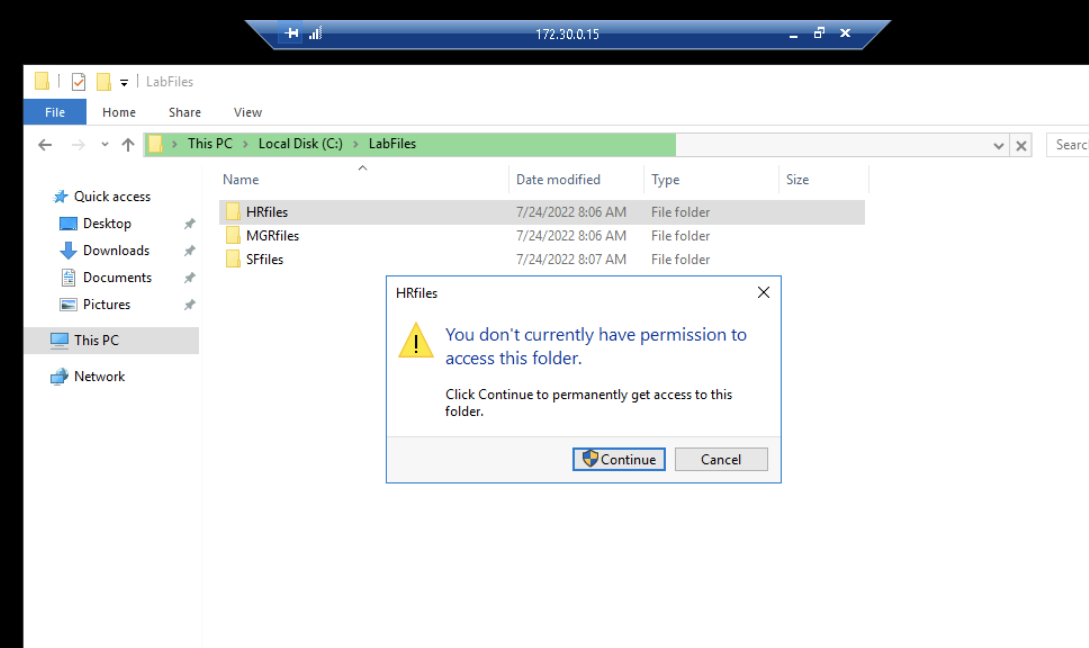 172.30.0.15
LabFiles
File Home Share View
This PC > Local Disk (C:) > LabFiles
Name Date modified Type Size
Quick access
Desktop
Downloads
Documents
Pictures
This PC
Network
HRfiles 7/24/2022 8:06 AM File folder
MGRfiles 7/24/2022 8:06 AM File folder
SFfiles 7/24/2022 8:07 AM File folder
HRfiles
You don't currently have permission to
access this folder.
Click Continue to permanently get access to this
folder.
Continue Cancel